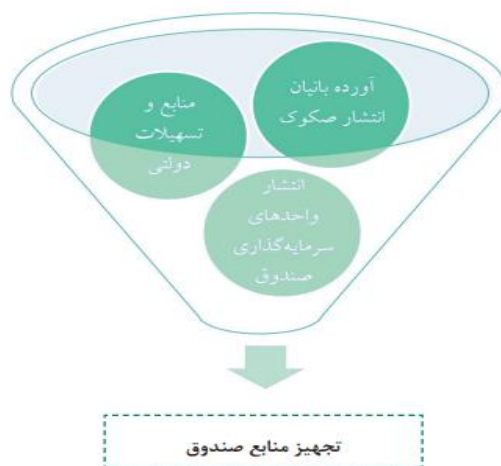 آورده بانیان
انتشار صکوک
منابع و
تسهیلات
دولتی
انتشار
واحدهای
سرمایه‌گذاری
صندوق
تجهیز منابع صندوق